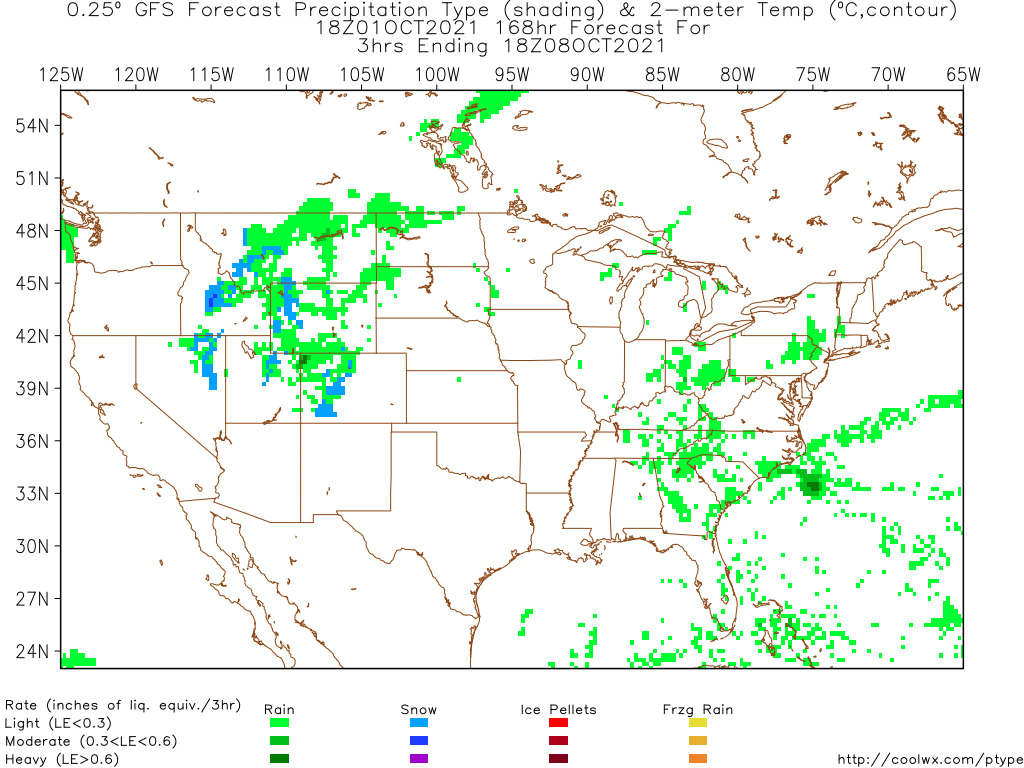 0.25° GFS Forecast Precipitation Type (shading) & 2-meter Temp (°C,contour)
18Z01OCT2021 168hr Forecast For
3hrs Ending 18Z08OCT2021
125W 120W 115W 110W 105W 100W 95W 90W 85W 80W 75W 70W 65W
54N
51N
48N
45N
42N
39N
36N
33N
30N
27N
24N
Rate (inches of liq. equiv./3hr) Rain Snow Ice Pellets Frzg Rain
Light (LE<0.3)
Moderate (0.3<LE<0.6)
Heavy (LE>0.6) http://coolwx.com/ptype